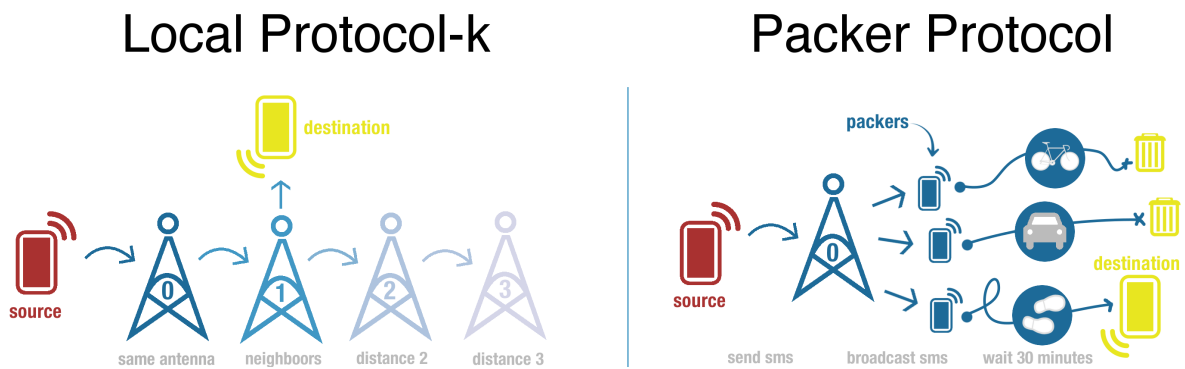 Local Protocol-k
destination
0
1
2
3
source
same antenna
neighboors
distance 2
distance 3
Packer Protocol
packers
0
destination
source
send sms
broadcast sms
wait 30 minutes